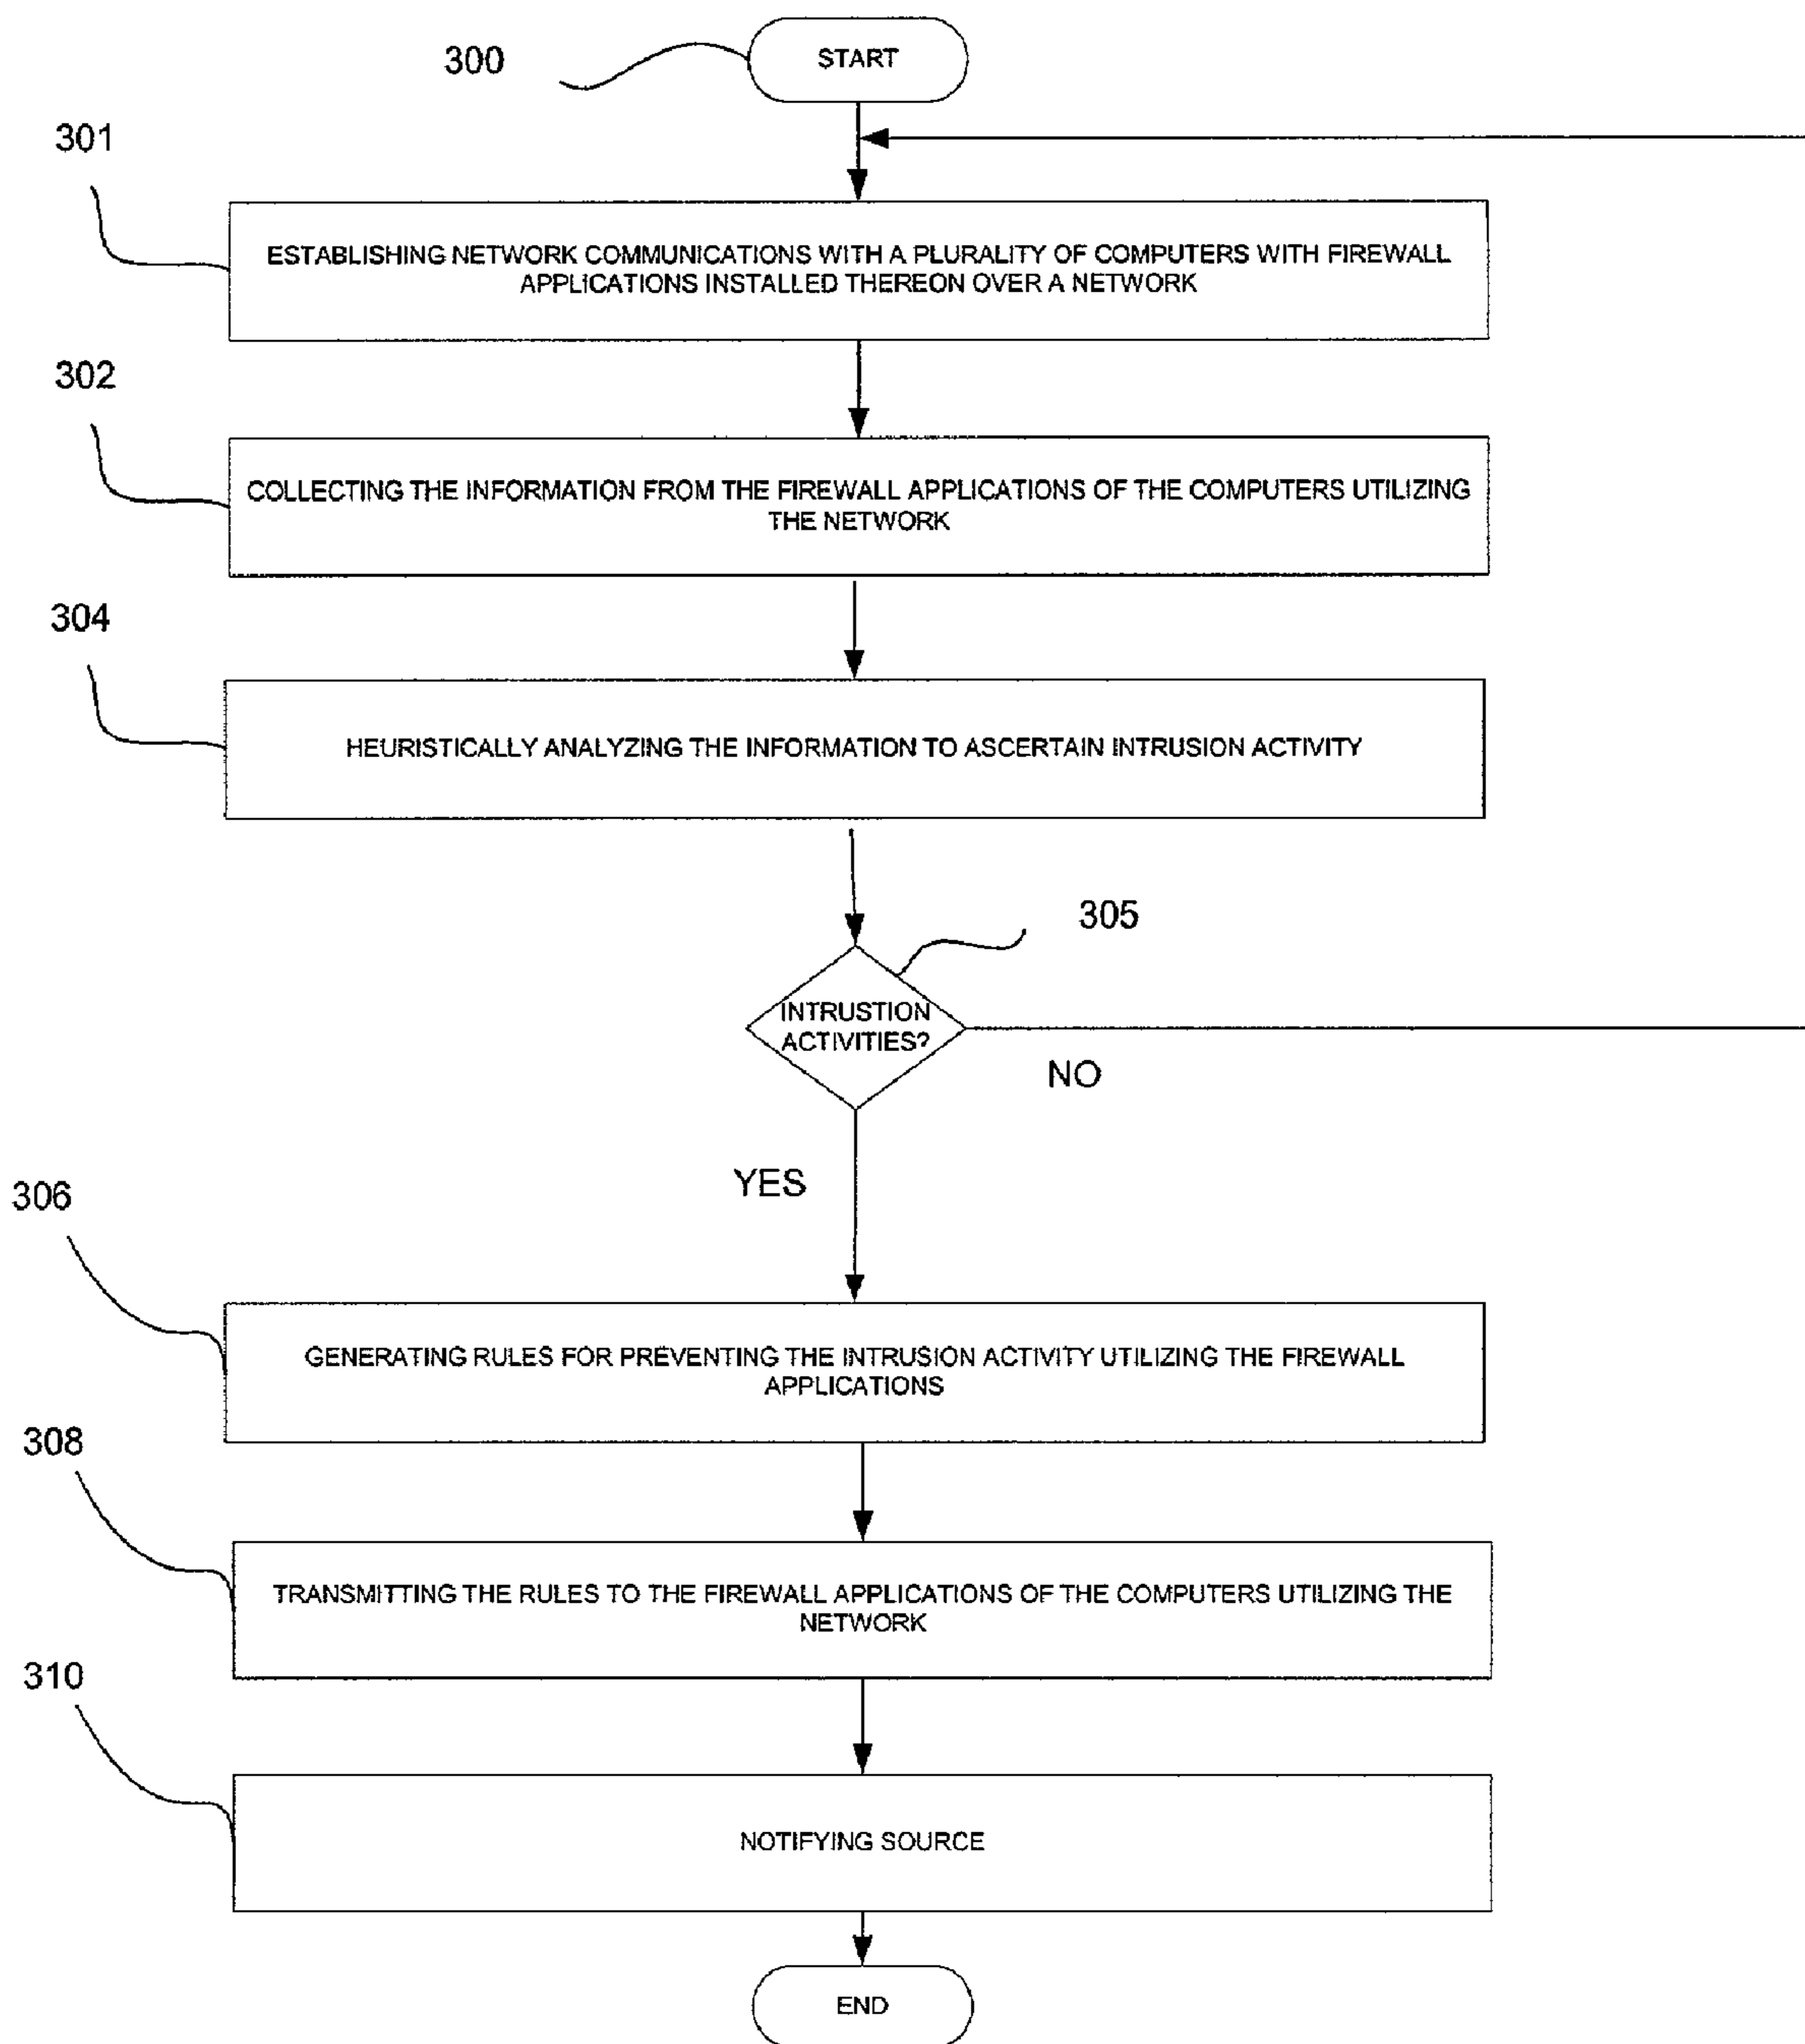 300
START
301
ESTABLISHING NETWORK COMMUNICATIONS WITH A PLURALITY OF COMPUTERS WITH FIREWALL
APPLICATIONS INSTALLED THEREON OVER A NETWORK
302
COLLECTING THE INFORMATION FROM THE FIREWALL APPLICATIONS OF THE COMPUTERS UTILIZING
THE NETWORK
304
HEURISTICALLY ANALYZING THE INFORMATION TO ASCERTAIN INTRUSION ACTIVITY
305
INTRUSTION
ACTIVITIES?
NO
YES
306
GENERATING RULES FOR PREVENTING THE INTRUSION ACTIVITY UTILIZING THE FIREWALL
APPLICATIONS
308
TRANSMITTING THE RULES TO THE FIREWALL APPLICATIONS OF THE COMPUTERS UTILIZING THE
NETWORK
310
NOTIFYING SOURCE
END